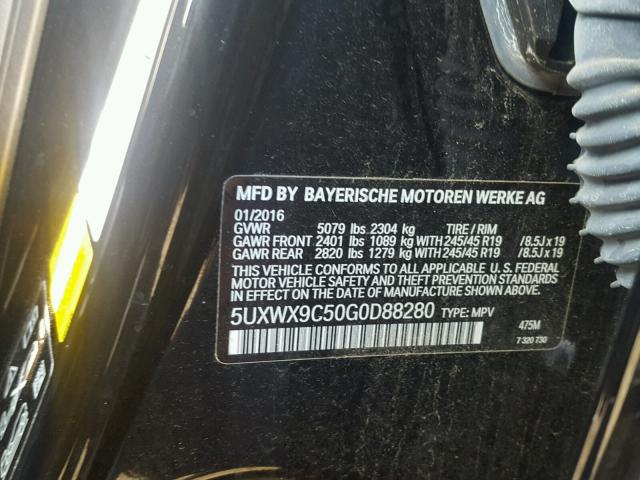 MFD BY BAYERISCHE MOTOREN WERKE AG
01/2016
GVWR 5079 lbs 2304 kg TIRE / RIM
GAWR FRONT 2401 lbs 1089 kg WITH 245/45 R19 /8.5J x 19
GAWR REAR 2820 lbs 1279 kg WITH 245/45 R19 /8.5J x 19
THIS VEHICLE CONFORMS TO ALL APPLICABLE U. S. FEDERAL
MOTOR VEHICLE SAFETY AND THEFT PREVENTION
STANDARDS IN EFFECT ON THE DATE OF MANUFACTURE SHOWN ABOVE.
5UXWX9C50G0D88280 TYPE: MPV
475M
7 320 730